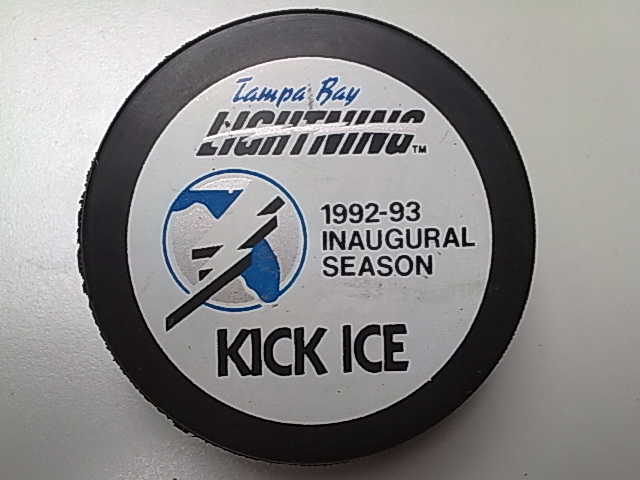 Tampa Bay
LIGHTNING™
1992-93
INAUGURAL
SEASON
KICK ICE